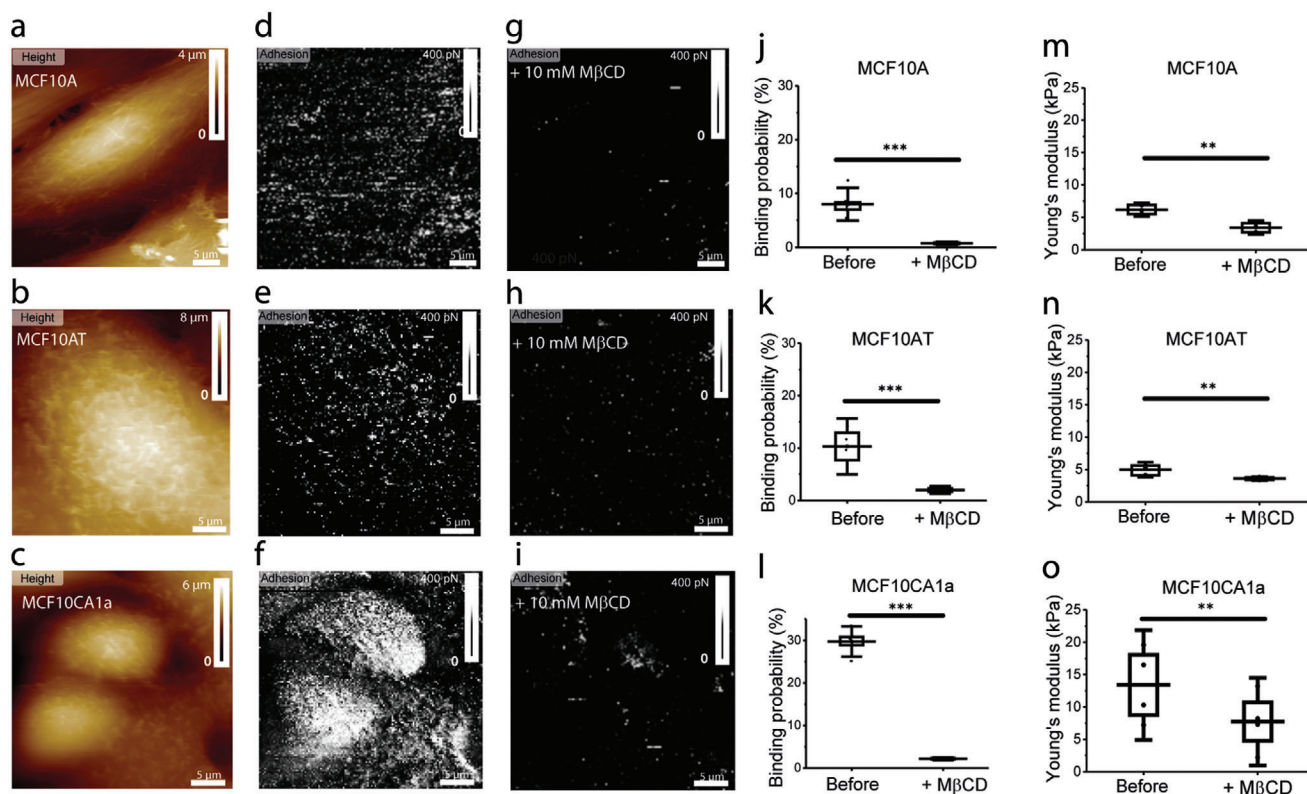 a
Height
MCF10A
4 µm
0
5 µm
d
Adhesion
400 pN
0
5 µm
g
Adhesion
400 pN
+ 10 mM MβCD
0
400 pN
5 µm
j
MCF10A
Binding probability (%)
30
20
10
0
***
Before
+ MβCD
m
MCF10A
Young's modulus (kPa)
25
20
15
10
5
0
**
Before
+ MβCD
b
Height
MCF10AT
8 µm
0
5 µm
e
Adhesion
400 pN
0
5 µm
h
Adhesion
400 pN
+ 10 mM MβCD
0
5 µm
k
MCF10AT
Binding probability (%)
30
20
10
0
***
Before
+ MβCD
n
MCF10AT
Young's modulus (kPa)
25
20
15
10
5
0
**
Before
+ MβCD
c
Height
MCF10CA1a
6 µm
0
5 µm
f
Adhesion
400 pN
0
5 µm
i
Adhesion
400 pN
+ 10 mM MβCD
0
5 µm
l
MCF10CA1a
Binding probability (%)
30
20
10
0
***
Before
+ MβCD
o
MCF10CA1a
Young's modulus (kPa)
25
20
15
10
5
0
**
Before
+ MβCD